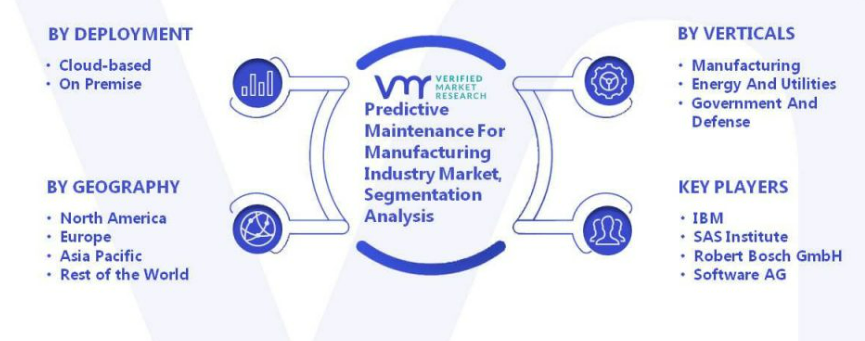 BY DEPLOYMENT
• Cloud-based
• On Premise
BY GEOGRAPHY
• North America
• Europe
• Asia Pacific
• Rest of the World
vmr VERIFIED
MARKET
RESEARCH
Predictive
Maintenance For
Manufacturing
Industry Market,
Segmentation
Analysis
BY VERTICALS
• Manufacturing
• Energy And Utilities
• Government And
Defense
KEY PLAYERS
• IBM
• SAS Institute
• Robert Bosch GmbH
• Software AG